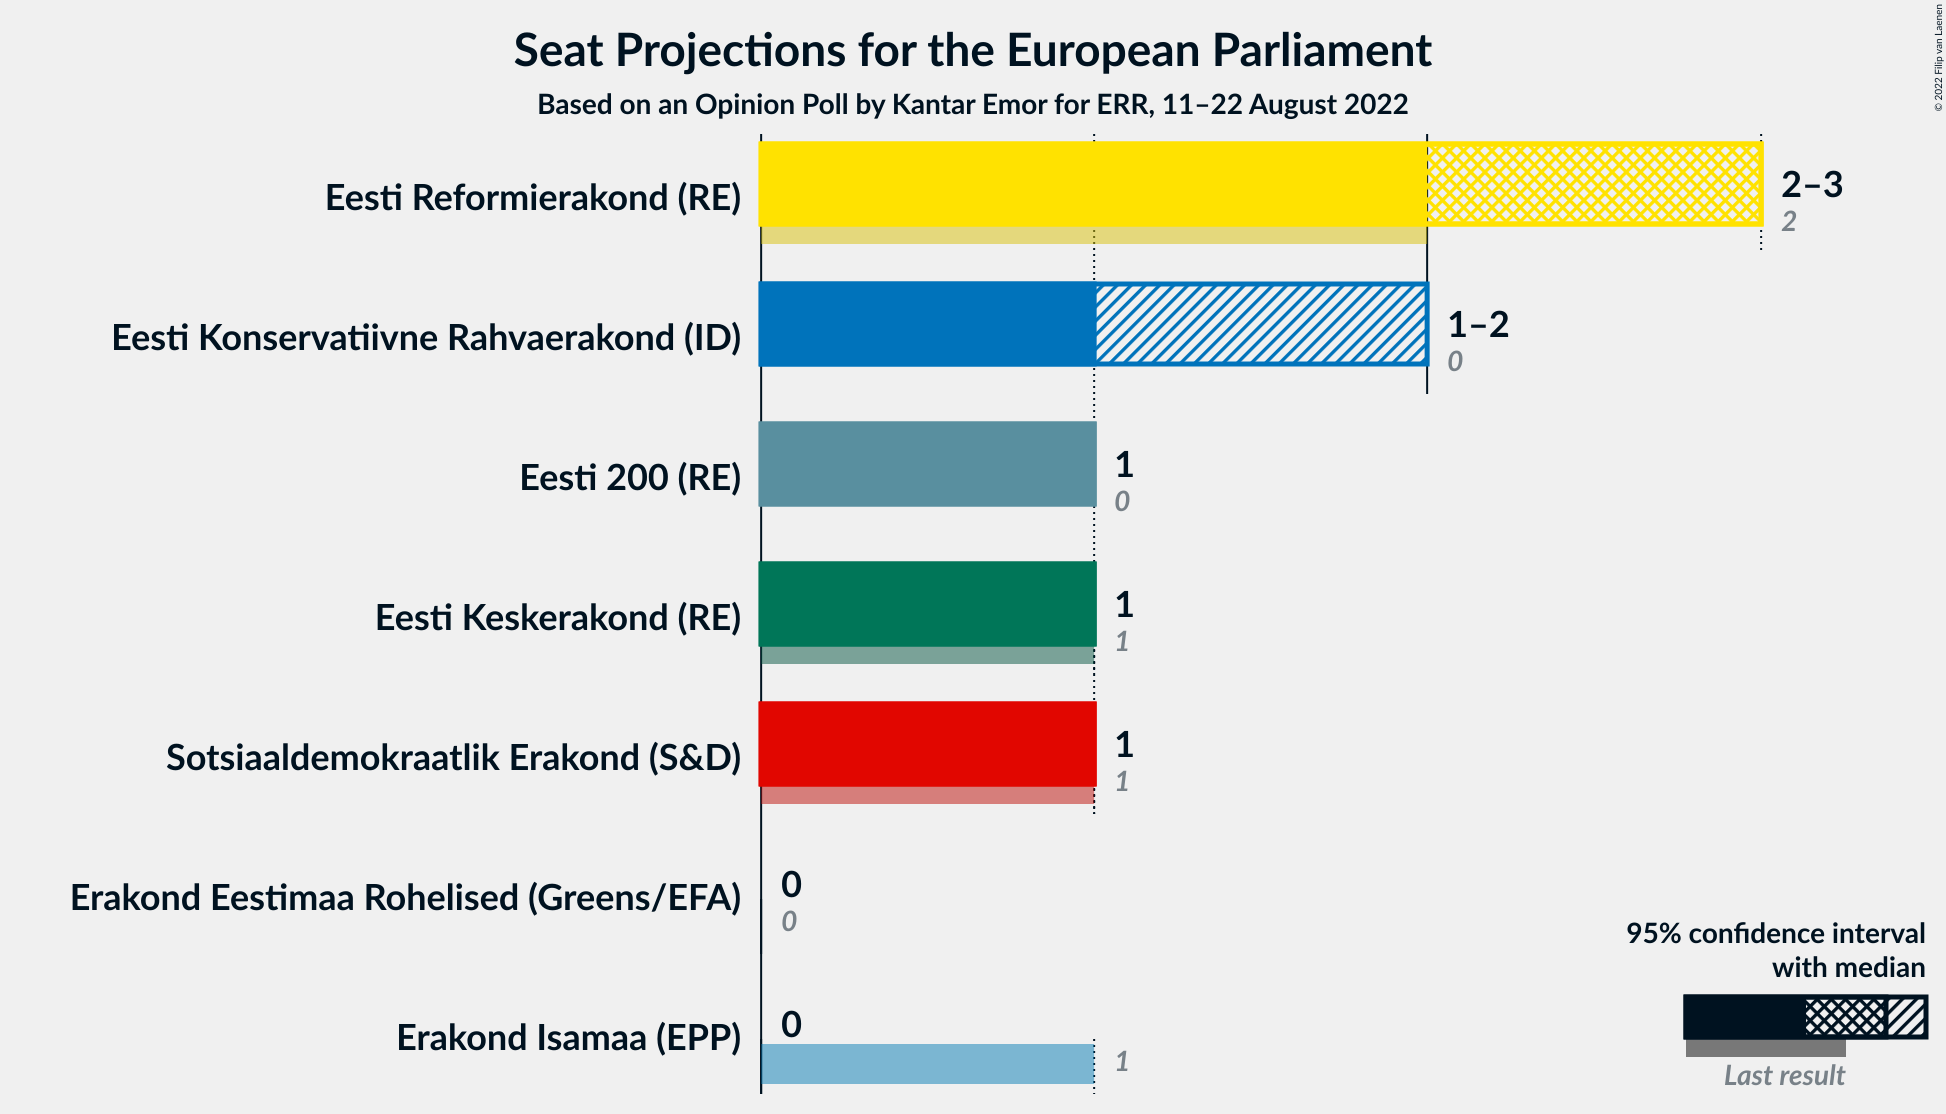 Seat Projections for the European Parliament
Based on an Opinion Poll by Kantar Emor for ERR, 11–22 August 2022
© 2022 Filip van Laenen
Eesti Reformierakond (RE)
2–3
2
Eesti Konservatiivne Rahvaerakond (ID)
1–2
0
Eesti 200 (RE)
1
0
Eesti Keskerakond (RE)
1
1
Sotsiaaldemokraatlik Erakond (S&D)
1
1
Erakond Eestimaa Rohelised (Greens/EFA)
0
0
Erakond Isamaa (EPP)
0
1
95% confidence interval
with median
Last result